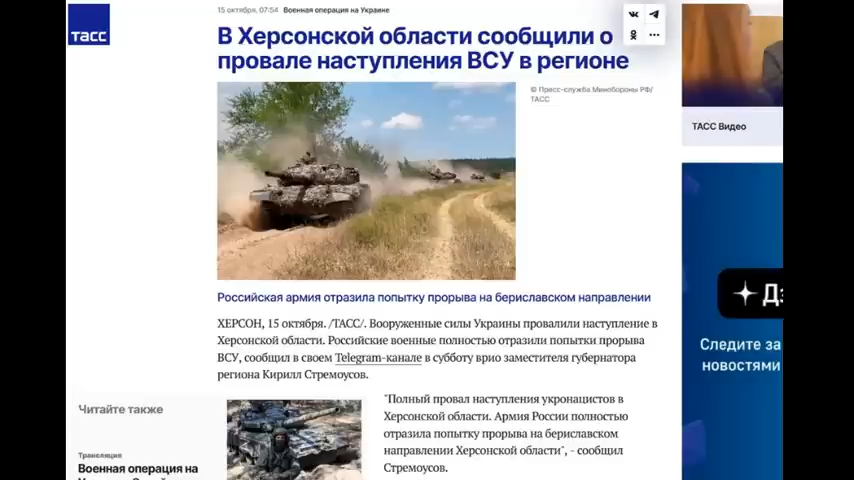 ТАСС
15 октября, 07:54 Военная операция на Украине
В Херсонской области сообщили о
провале наступления ВСУ в регионе
© Пресс-служба Минобороны РФ/
ТАСС
ТАСС Видео
Российская армия отразила попытку прорыва на бериславском направлении
ХЕРСОН, 15 октября. /ТАСС/. Вооруженные силы Украины провалили наступление в
Херсонской области. Российские военные полностью отразили попытки прорыва
ВСУ, сообщил в своем Telegram-канале в субботу врио заместителя губернатора
региона Кирилл Стремоусов.
"Полный провал наступления укронацистов в
Херсонской области. Армия России полностью
отразила попытку прорыва на бериславском
направлении Херсонской области", - сообщил
Стремоусов.
Читайте также
Трансляция
Военная операция на
Дз
Следите за
новостями